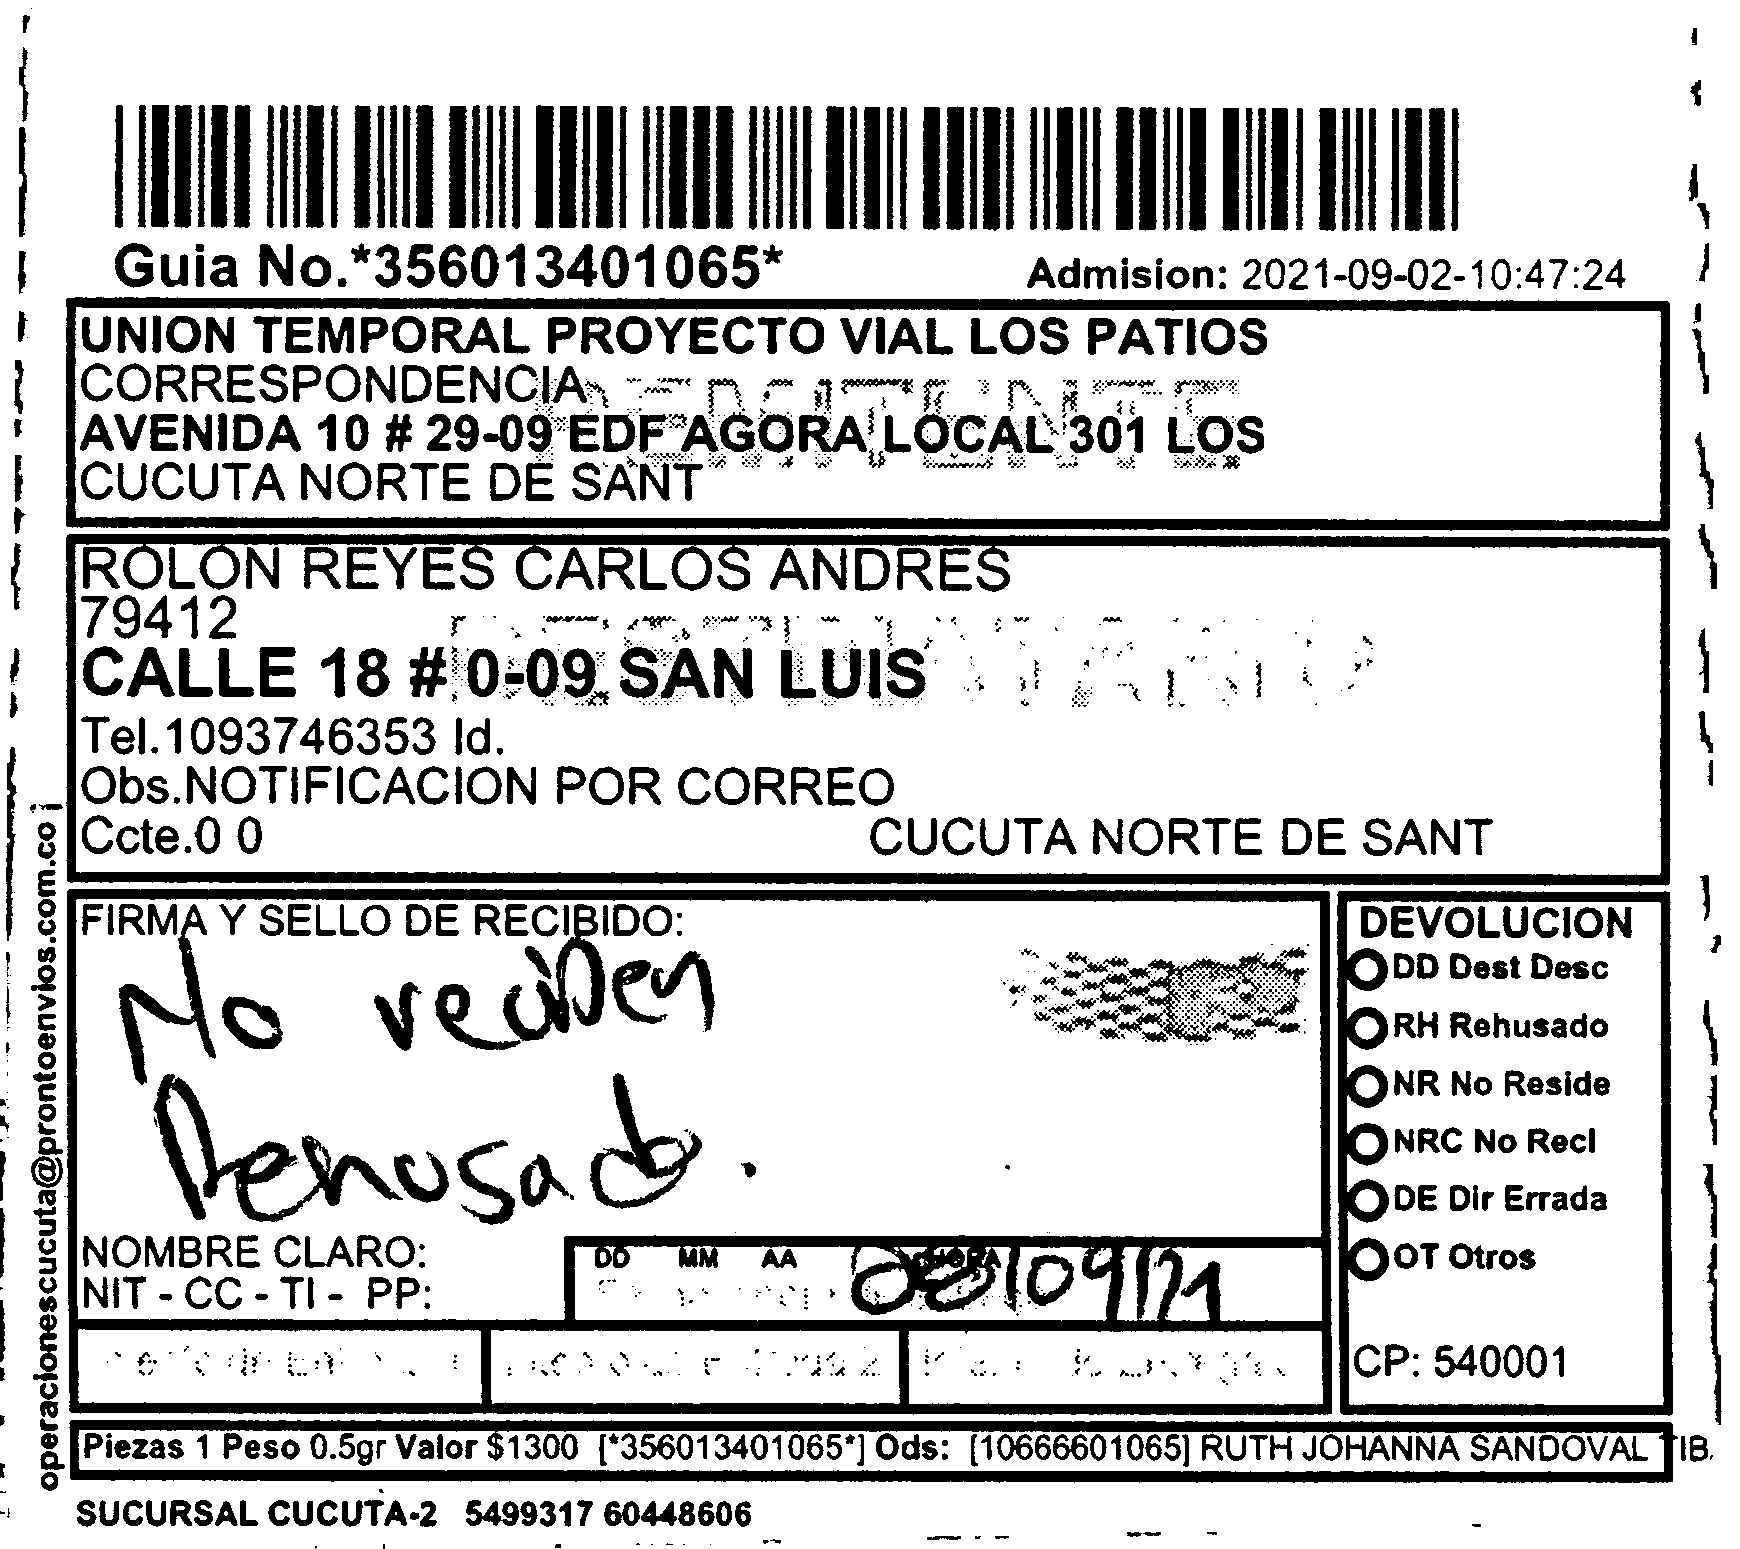 Guia No.*356013401065*
Admision: 2021-09-02-10:47:24
UNION TEMPORAL PROYECTO VIAL LOS PATIOS
CORRESPONDENCIA
REMITENTE
AVENIDA 10 # 29-09 EDF AGORA LOCAL 301 LOS
CUCUTA NORTE DE SANT
ROLON REYES CARLOS ANDRES
79412
DESTINATARIO
CALLE 18 # 0-09 SAN LUIS
Tel.1093746353 Id.
Obs.NOTIFICACION POR CORREO
Ccte.0 0
CUCUTA NORTE DE SANT
FIRMA Y SELLO DE RECIBIDO:
No reciben
Rehusado.
NOMBRE CLARO:
NIT - CC - TI - PP:
DD MM AA HORA
08/09/21
DEVOLUCION
DD Dest Desc
RH Rehusado
NR No Reside
NRC No Recl
DE Dir Errada
OT Otros
CP: 540001
Piezas 1 Peso 0.5gr Valor $1300 [*356013401065*] Ods: [10666601065] RUTH JOHANNA SANDOVAL TIB.
SUCURSAL CUCUTA-2 5499317 60448606
operacionescucuta@prontoenvios.com.co